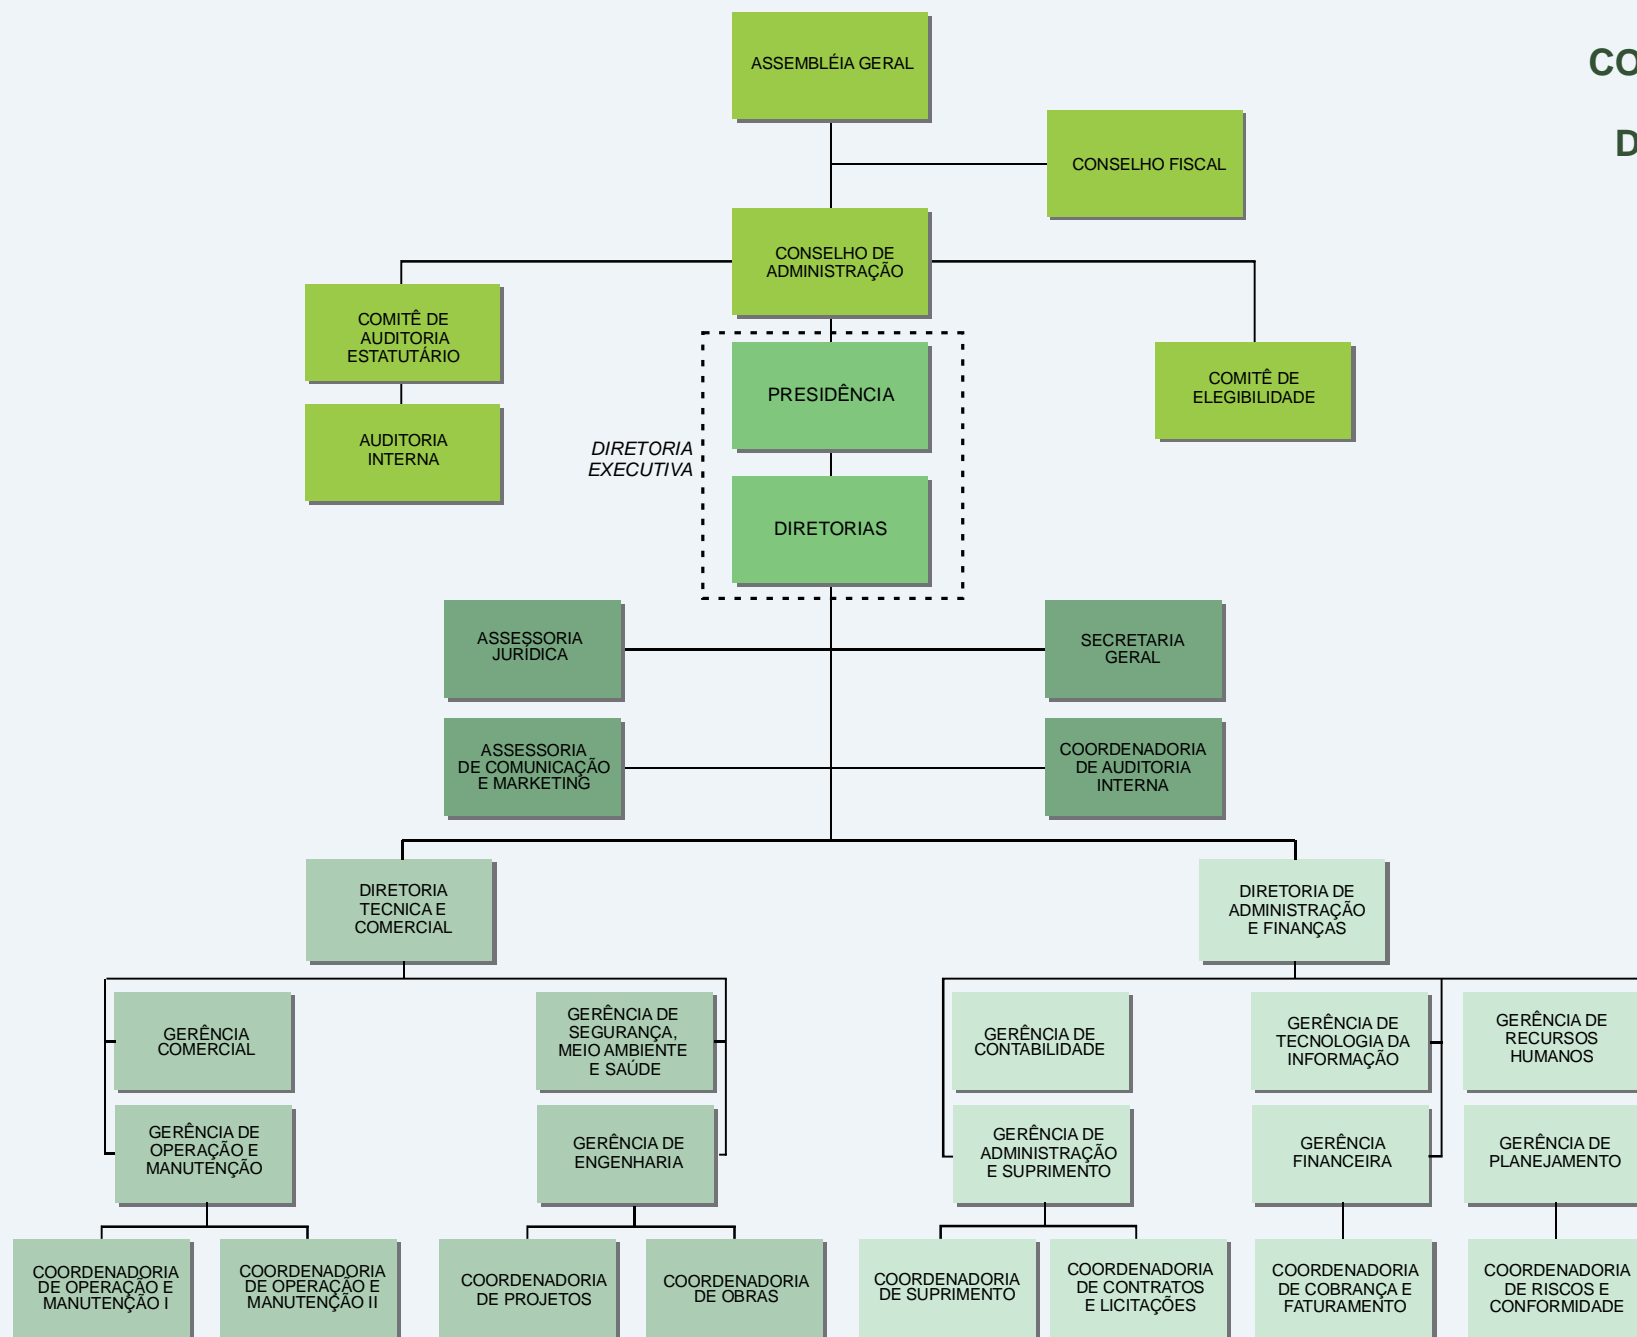 ASSEMBLÉIA GERAL
CO
D
CONSELHO FISCAL
CONSELHO DE
ADMINISTRAÇÃO
COMITÊ DE
AUDITORIA
ESTATUTÁRIO
AUDITORIA
INTERNA
COMITÊ DE
ELEGIBILIDADE
PRESIDÊNCIA
DIRETORIA
EXECUTIVA
DIRETORIAS
ASSESSORIA
JURÍDICA
SECRETARIA
GERAL
ASSESSORIA
DE COMUNICAÇÃO
E MARKETING
COORDENADORIA
DE AUDITORIA
INTERNA
DIRETORIA
TECNICA E
COMERCIAL
DIRETORIA DE
ADMINISTRAÇÃO
E FINANÇAS
GERÊNCIA
COMERCIAL
GERÊNCIA DE
SEGURANÇA,
MEIO AMBIENTE
E SAÚDE
GERÊNCIA DE
CONTABILIDADE
GERÊNCIA DE
TECNOLOGIA DA
INFORMAÇÃO
GERÊNCIA DE
RECURSOS
HUMANOS
GERÊNCIA DE
OPERAÇÃO E
MANUTENÇÃO
GERÊNCIA DE
ENGENHARIA
GERÊNCIA DE
ADMINISTRAÇÃO
E SUPRIMENTO
GERÊNCIA
FINANCEIRA
GERÊNCIA DE
PLANEJAMENTO
COORDENADORIA
DE OPERAÇÃO E
MANUTENÇÃO I
COORDENADORIA
DE OPERAÇÃO E
MANUTENÇÃO II
COORDENADORIA
DE PROJETOS
COORDENADORIA
DE OBRAS
COORDENADORIA
DE SUPRIMENTO
COORDENADORIA
DE CONTRATOS
E LICITAÇÕES
COORDENADORIA
DE COBRANÇA E
FATURAMENTO
COORDENADORIA
DE RISCOS E
CONFORMIDADE